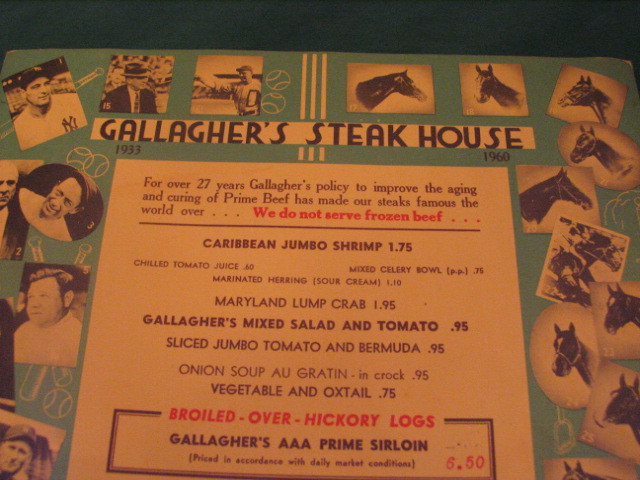 GALLAGHER'S STEAK HOUSE
1933 1960
For over 27 years Gallagher's policy to improve the aging
and curing of Prime Beef has made our steaks famous the
world over . . . We do not serve frozen beef . . .
CARIBBEAN JUMBO SHRIMP 1.75
CHILLED TOMATO JUICE .60 MIXED CELERY BOWL (p.p.) .75
MARINATED HERRING (SOUR CREAM) 1.10
MARYLAND LUMP CRAB 1.95
GALLAGHER'S MIXED SALAD AND TOMATO .95
SLICED JUMBO TOMATO AND BERMUDA .95
ONION SOUP AU GRATIN - in crock .95
VEGETABLE AND OXTAIL .75
BROILED - OVER - HICKORY LOGS
GALLAGHER'S AAA PRIME SIRLOIN
(Priced in accordance with daily market conditions) 6.50